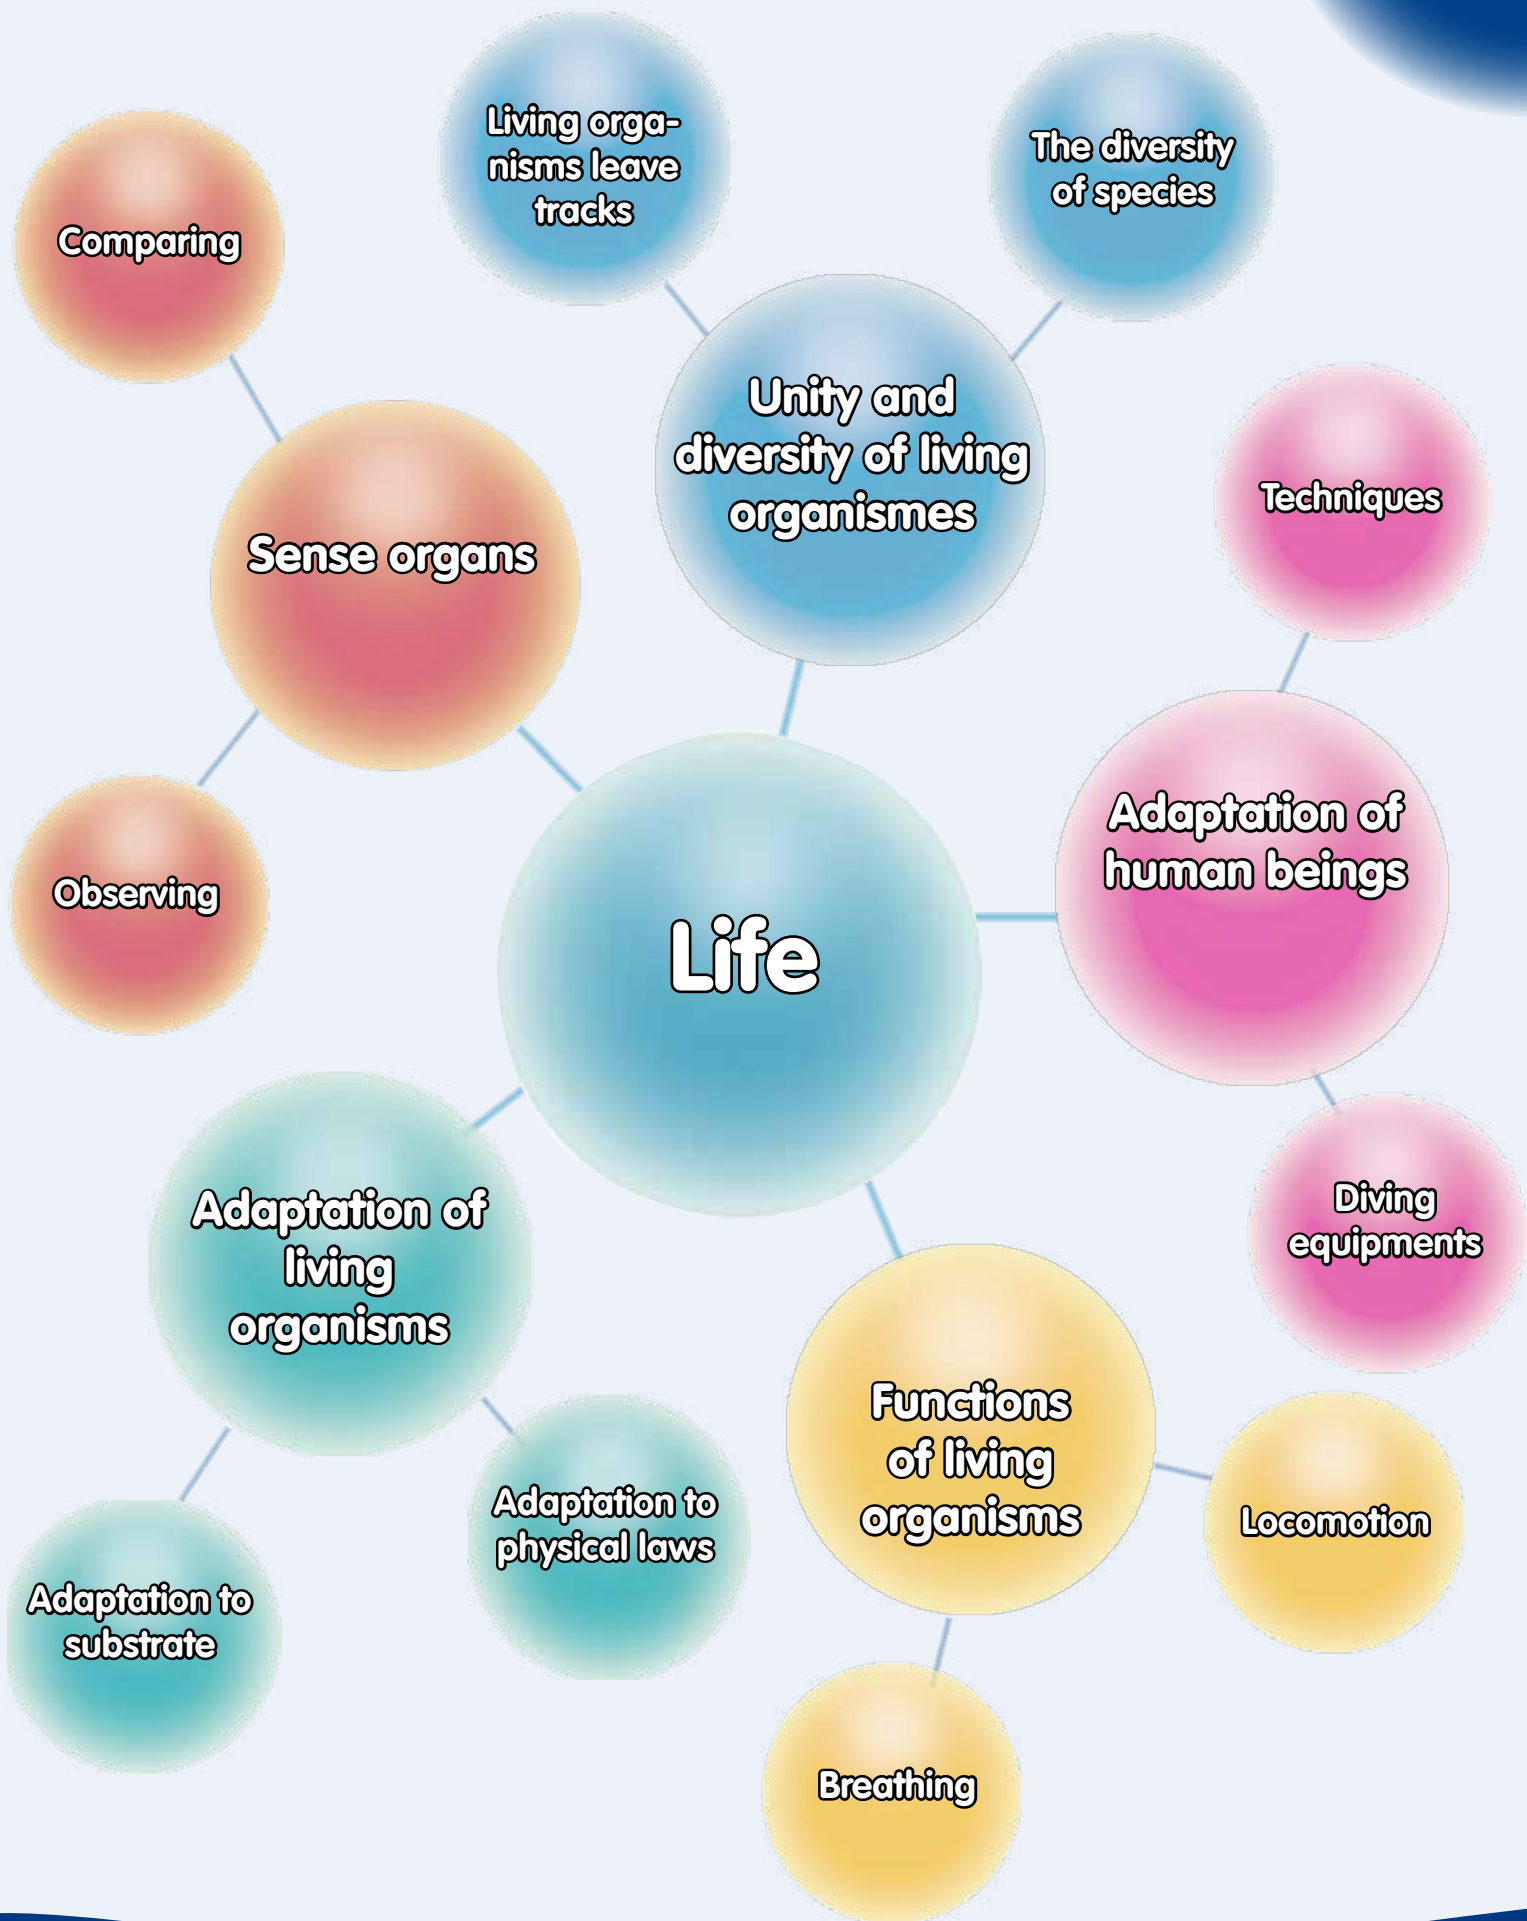 Living orga-
nisms leave
tracks
The diversity
of species
Comparing
Unity and
diversity of living
organismes
Techniques
Sense organs
Adaptation of
human beings
Observing
Life
Diving
equipments
Adaptation of
living
organisms
Functions
of living
organisms
Adaptation to
physical laws
Locomotion
Adaptation to
substrate
Breathing